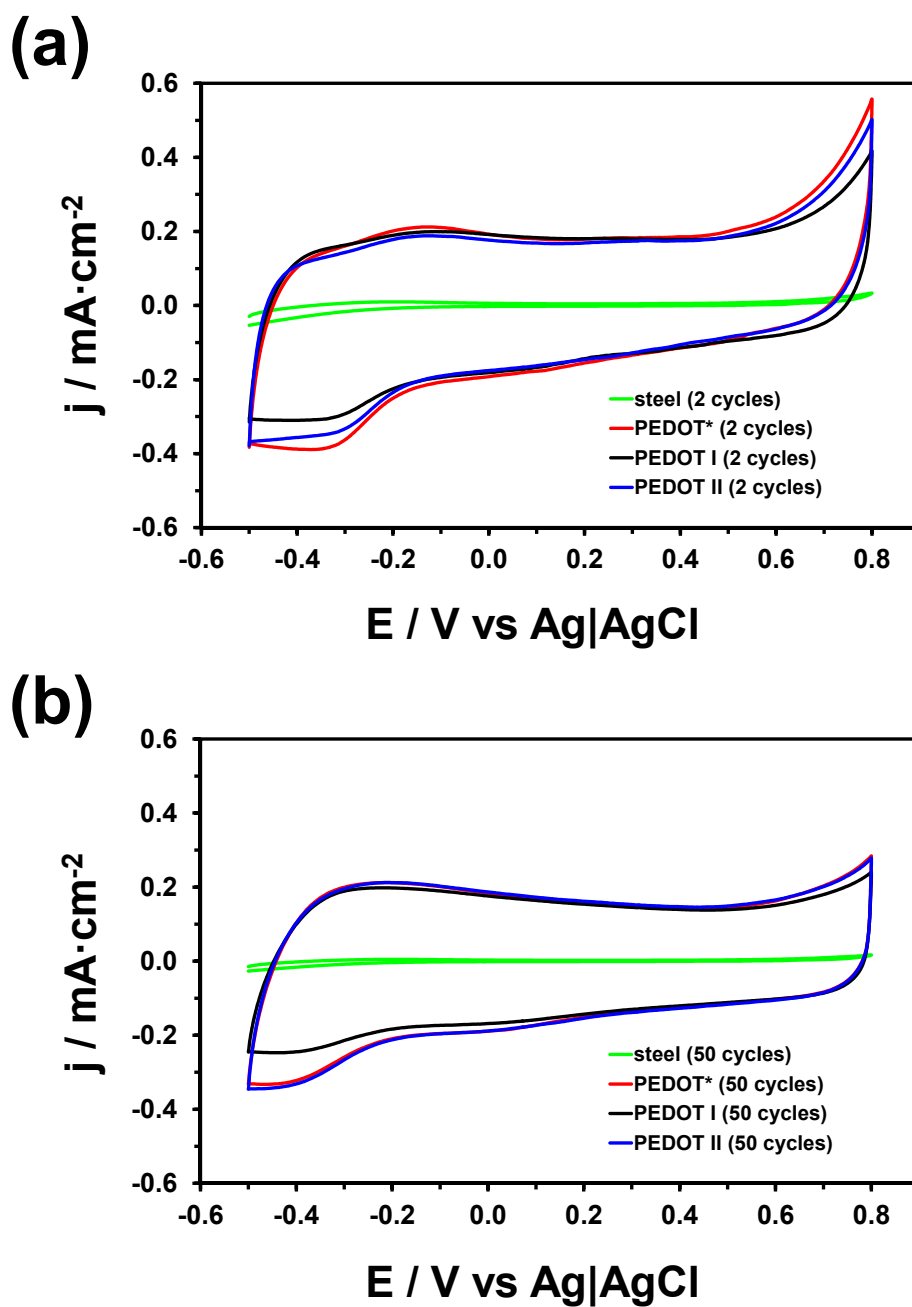 (a)
j / mA·cm-2
0.6
0.4
0.2
0.0
-0.2
-0.4
-0.6
steel (2 cycles)
PEDOT* (2 cycles)
PEDOT I (2 cycles)
PEDOT II (2 cycles)
-0.6 -0.4 -0.2 0.0 0.2 0.4 0.6 0.8
E / V vs Ag|AgCl
(b)
j / mA·cm-2
0.6
0.4
0.2
0.0
-0.2
-0.4
-0.6
steel (50 cycles)
PEDOT* (50 cycles)
PEDOT I (50 cycles)
PEDOT II (50 cycles)
-0.6 -0.4 -0.2 0.0 0.2 0.4 0.6 0.8
E / V vs Ag|AgCl